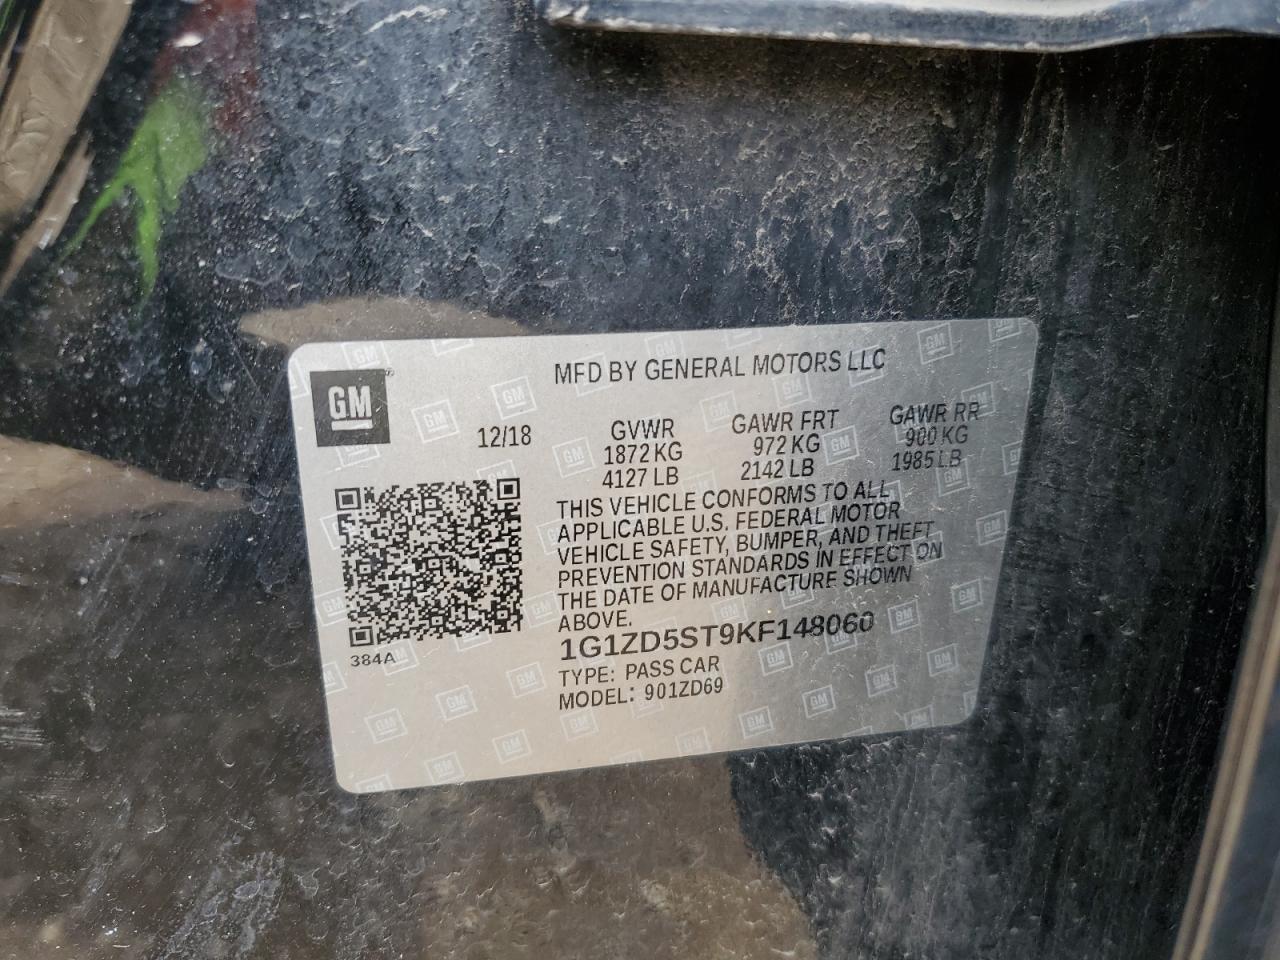 MFD BY GENERAL MOTORS LLC
GM
12/18
GVWR GAWR FRT GAWR RR
1872 KG 972 KG 900 KG
4127 LB 2142 LB 1985 LB
THIS VEHICLE CONFORMS TO ALL
APPLICABLE U.S. FEDERAL MOTOR
VEHICLE SAFETY, BUMPER, AND THEFT
PREVENTION STANDARDS IN EFFECT ON
THE DATE OF MANUFACTURE SHOWN
ABOVE.
1G1ZD5ST9KF148060
384A
TYPE: PASS CAR
MODEL: 901ZD69